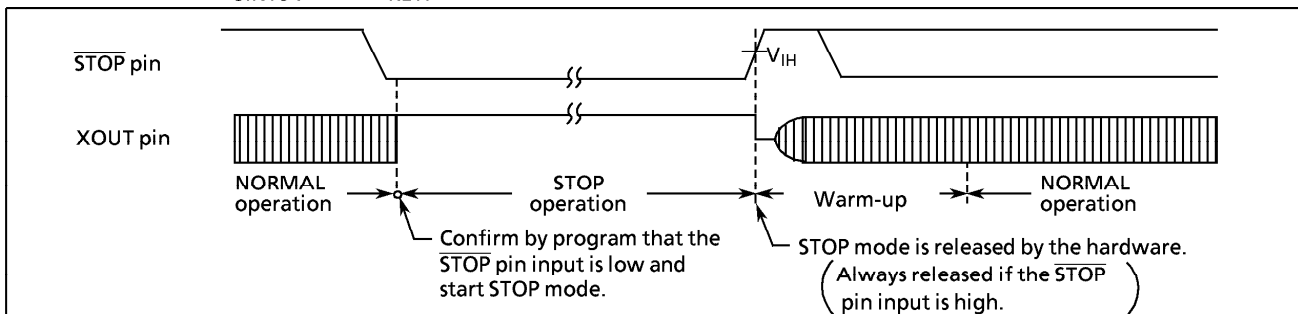 STOP pin
VIH
XOUT pin
NORMAL operation
STOP operation
Warm-up
NORMAL operation
Confirm by program that the
STOP pin input is low and
start STOP mode.
STOP mode is released by the hardware.
(Always released if the STOP
pin input is high.)